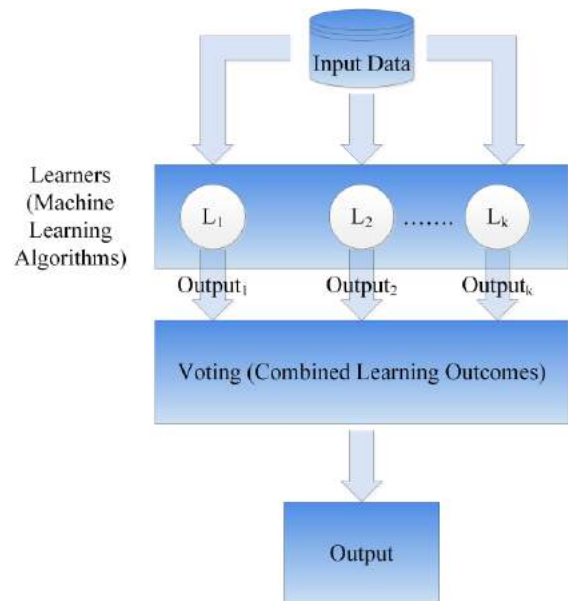 Input Data
Learners
(Machine
Learning
Algorithms)
L₁
L₂
.......
Lₖ
Output₁
Output₂
Outputₖ
Voting (Combined Learning Outcomes)
Output